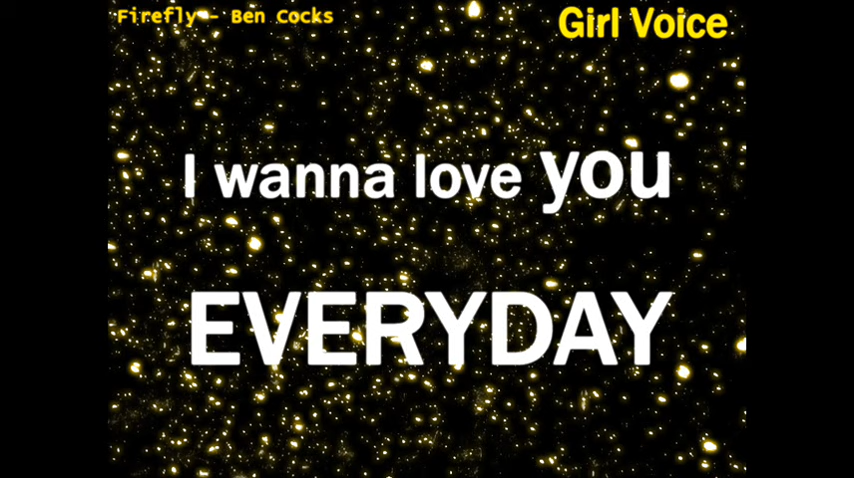 Firefly - Ben Cocks
Girl Voice
I wanna love you
EVERYDAY